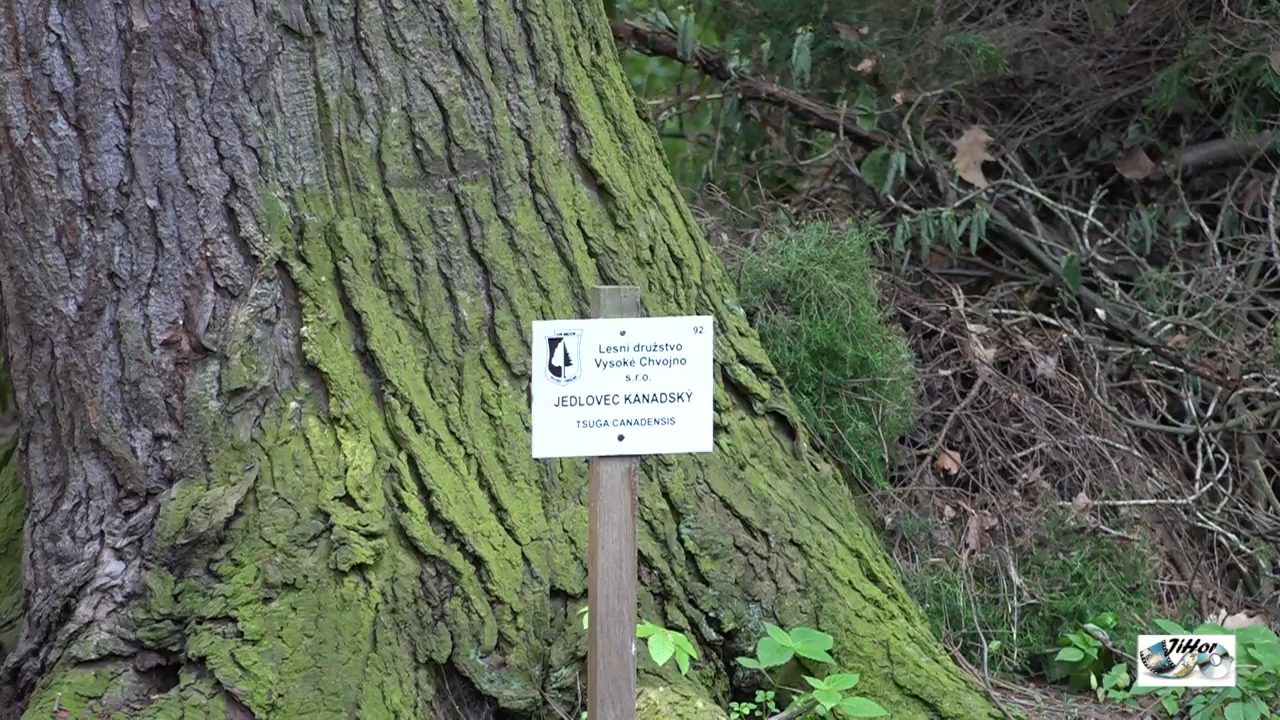 92
Lesní družstvo
Vysoké Chvojno
s.r.o.
JEDLOVEC KANADSKÝ
TSUGA CANADENSIS
JiHor